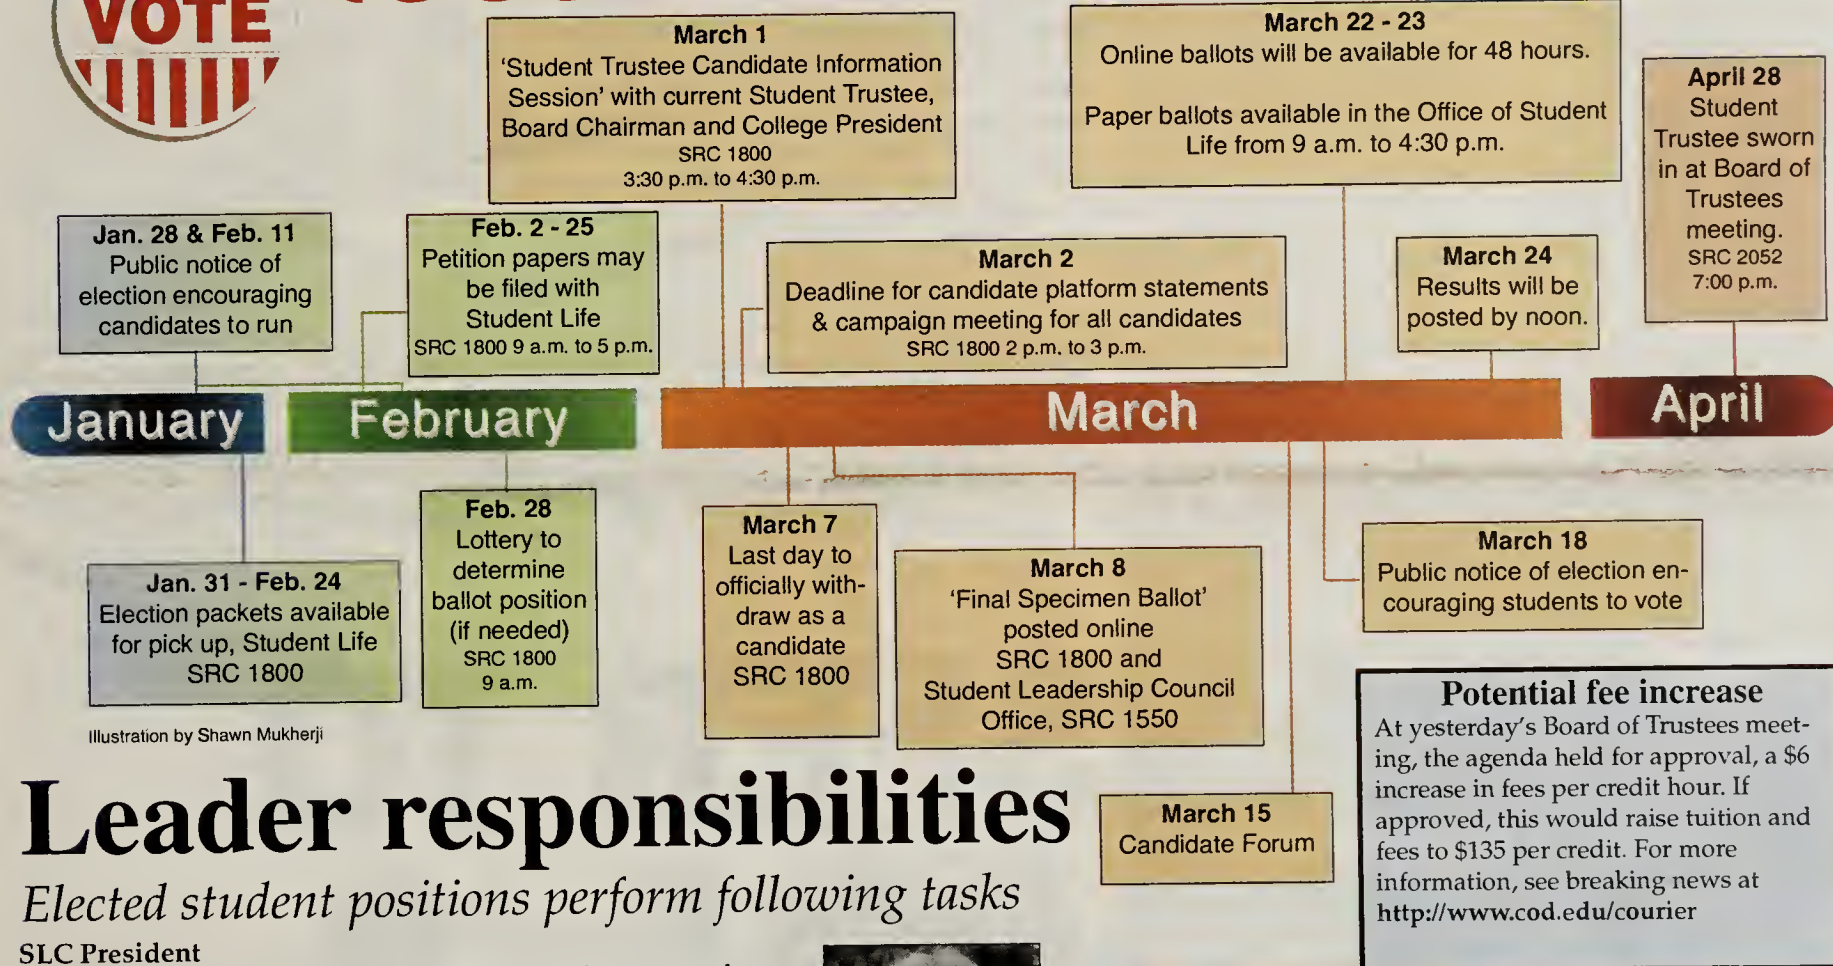 VOTE
March 1
'Student Trustee Candidate Information
Session' with current Student Trustee,
Board Chairman and College President
SRC 1800
3:30 p.m. to 4:30 p.m.
March 22 - 23
Online ballots will be available for 48 hours.
Paper ballots available in the Office of Student
Life from 9 a.m. to 4:30 p.m.
April 28
Student
Trustee sworn
in at Board of
Trustees
meeting.
SRC 2052
7:00 p.m.
Jan. 28 & Feb. 11
Public notice of
election encouraging
candidates to run
Feb. 2 - 25
Petition papers may
be filed with
Student Life
SRC 1800 9 a.m. to 5 p.m.
March 2
Deadline for candidate platform statements
& campaign meeting for all candidates
SRC 1800 2 p.m. to 3 p.m.
March 24
Results will be
posted by noon.
January
February
March
April
Jan. 31 - Feb. 24
Election packets available
for pick up, Student Life
SRC 1800
Feb. 28
Lottery to
determine
ballot position
(if needed)
SRC 1800
9 a.m.
March 7
Last day to
officially with-
draw as a
candidate
SRC 1800
March 8
'Final Specimen Ballot'
posted online
SRC 1800 and
Student Leadership Council
Office, SRC 1550
March 18
Public notice of election en-
couraging students to vote
March 15
Candidate Forum
Illustration by Shawn Mukherji
Potential fee increase
At yesterday's Board of Trustees meet-
ing, the agenda held for approval, a $6
increase in fees per credit hour. If
approved, this would raise tuition and
fees to $135 per credit. For more
information, see breaking news at
http://www.cod.edu/courier
Leader responsibilities
Elected student positions perform following tasks
SLC President